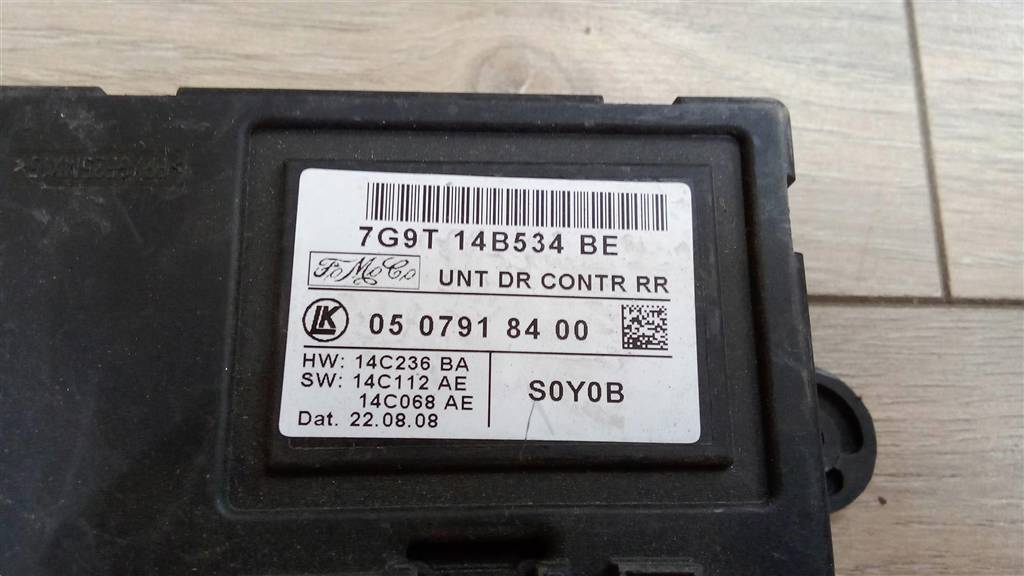 7G9T 14B534 BE
FoMoCo
UNT DR CONTR RR
LK
05 0791 84 00
HW: 14C236 BA
SW: 14C112 AE
14C068 AE
Dat. 22.08.08
S0Y0B